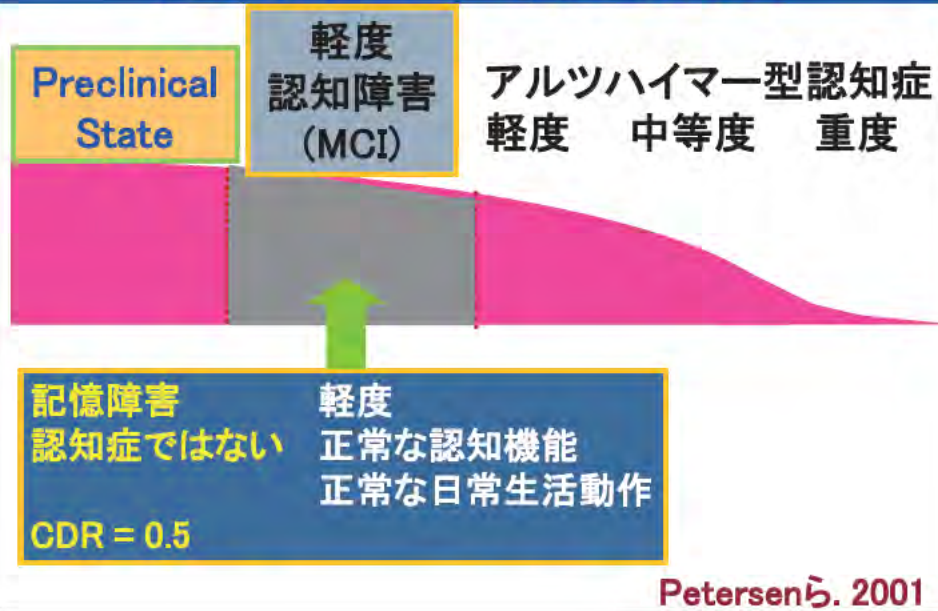 Preclinical
State
軽度
認知障害
(MCI)
アルツハイマー型認知症
軽度 中等度 重度
記憶障害 軽度
認知症ではない 正常な認知機能
正常な日常生活動作
CDR = 0.5
Petersenら. 2001